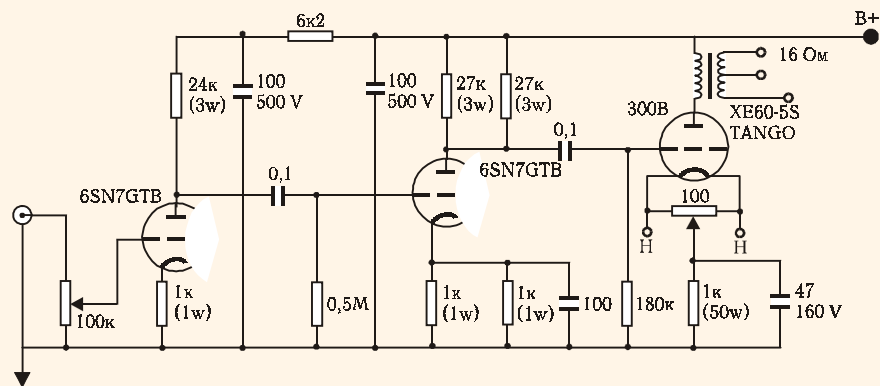 6к2
B+
24к
(3w)
100
500 V
100
500 V
27к
(3w)
27к
(3w)
16 Ом
300B
XE60-5S
TANGO
0,1
0,1
6SN7GTB
6SN7GTB
100
H
H
100к
1к
(1w)
0,5М
1к
(1w)
1к
(1w)
100
180к
1к
(50w)
47
160 V